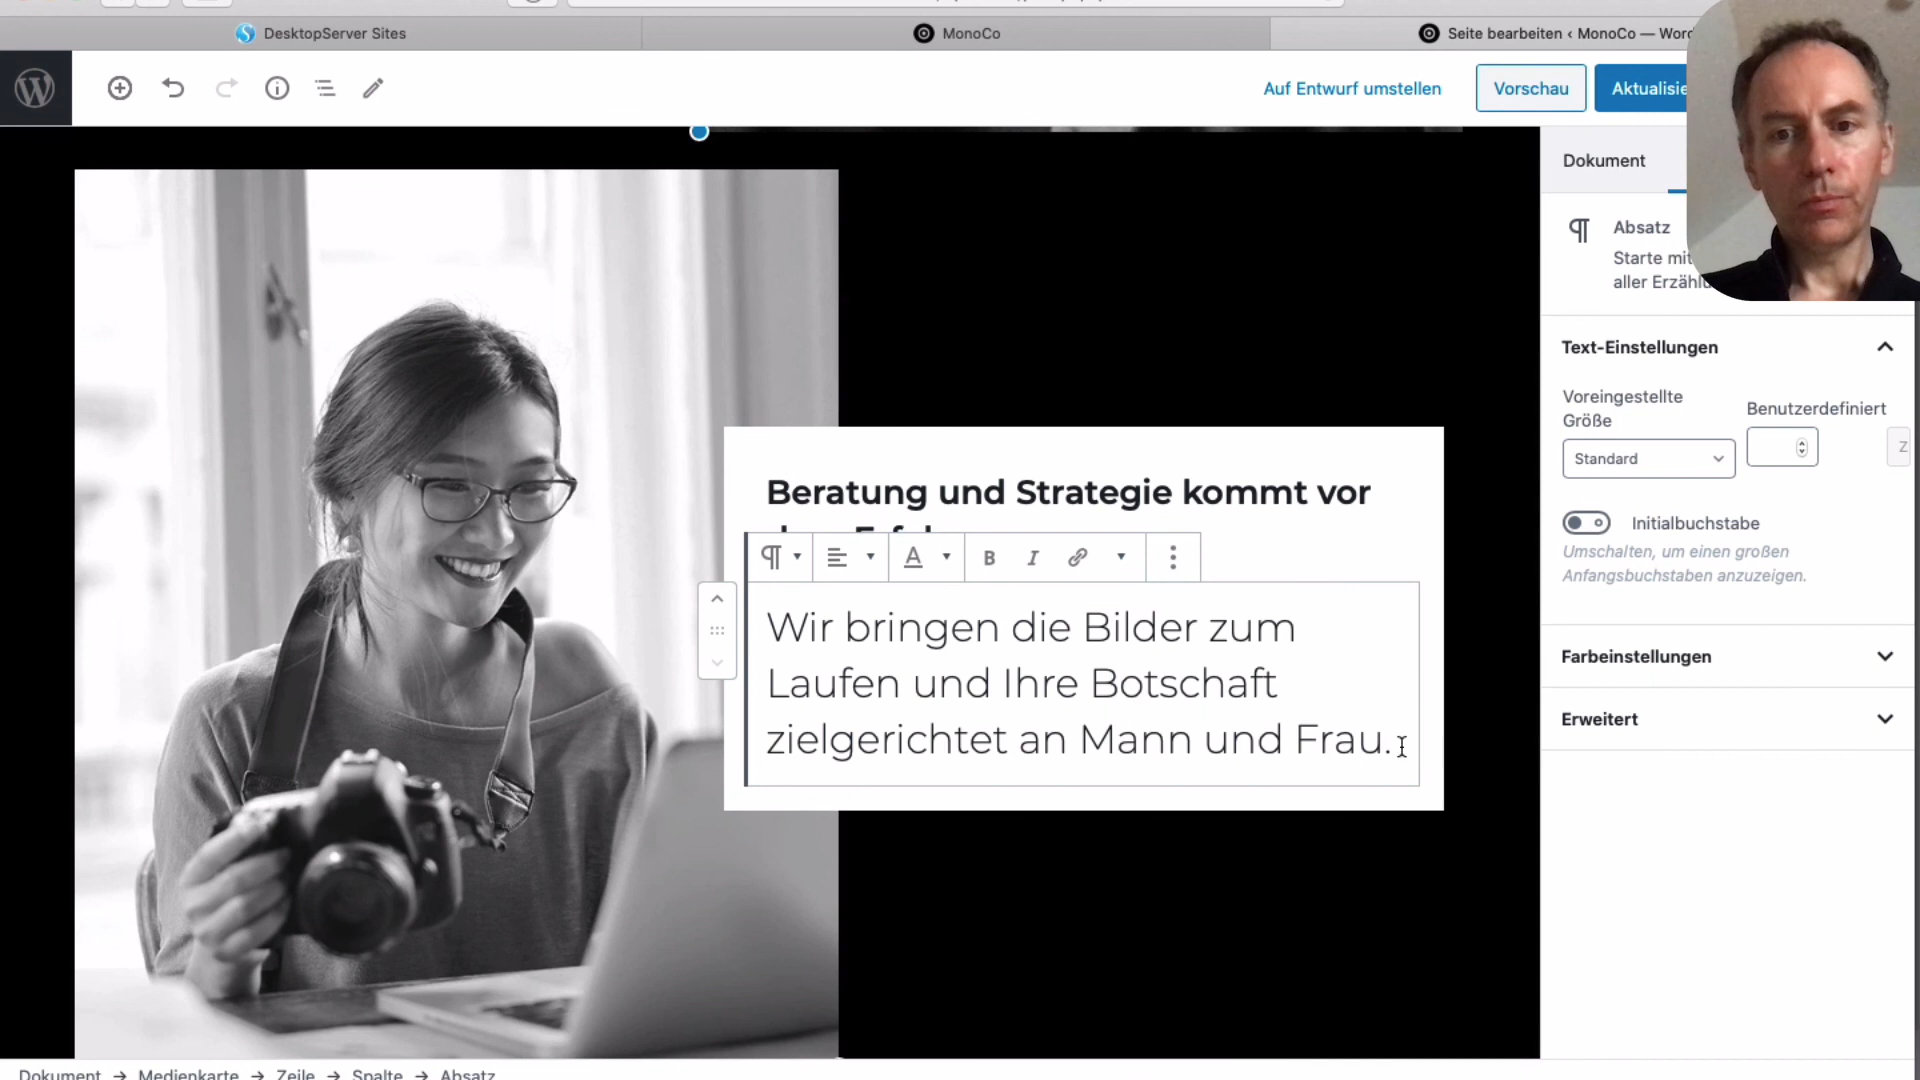 DesktopServer Sites
MonoCo
Seite bearbeiten ‹ MonoCo — Word
Auf Entwurf umstellen
Vorschau
Aktualisie
Dokument
Absatz
Starte mit
aller Erzählu
Text-Einstellungen
Voreingestellte
Größe
Benutzerdefiniert
Standard
Z
Initialbuchstabe
Umschalten, um einen großen
Anfangsbuchstaben anzuzeigen.
Farbeinstellungen
Erweitert
Beratung und Strategie kommt vor
B I
Wir bringen die Bilder zum
Laufen und Ihre Botschaft
zielgerichtet an Mann und Frau.
Dokument → Medienkarte → Zeile → Spalte → Absatz